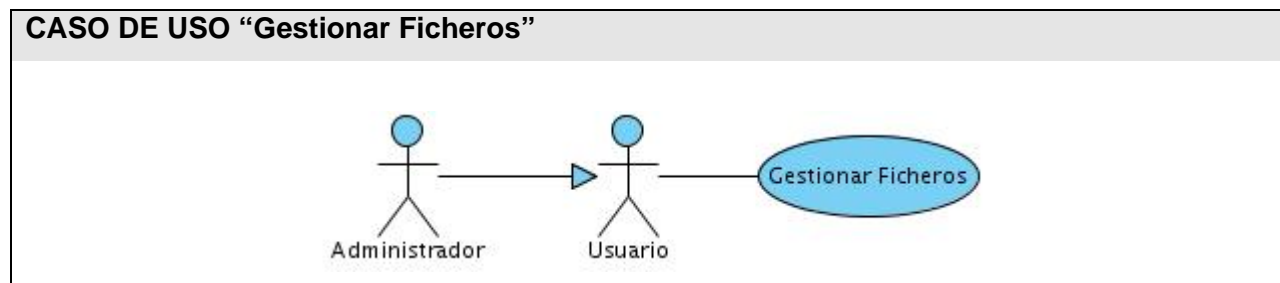 CASO DE USO “Gestionar Ficheros”
Gestionar Ficheros
Administrador
Usuario